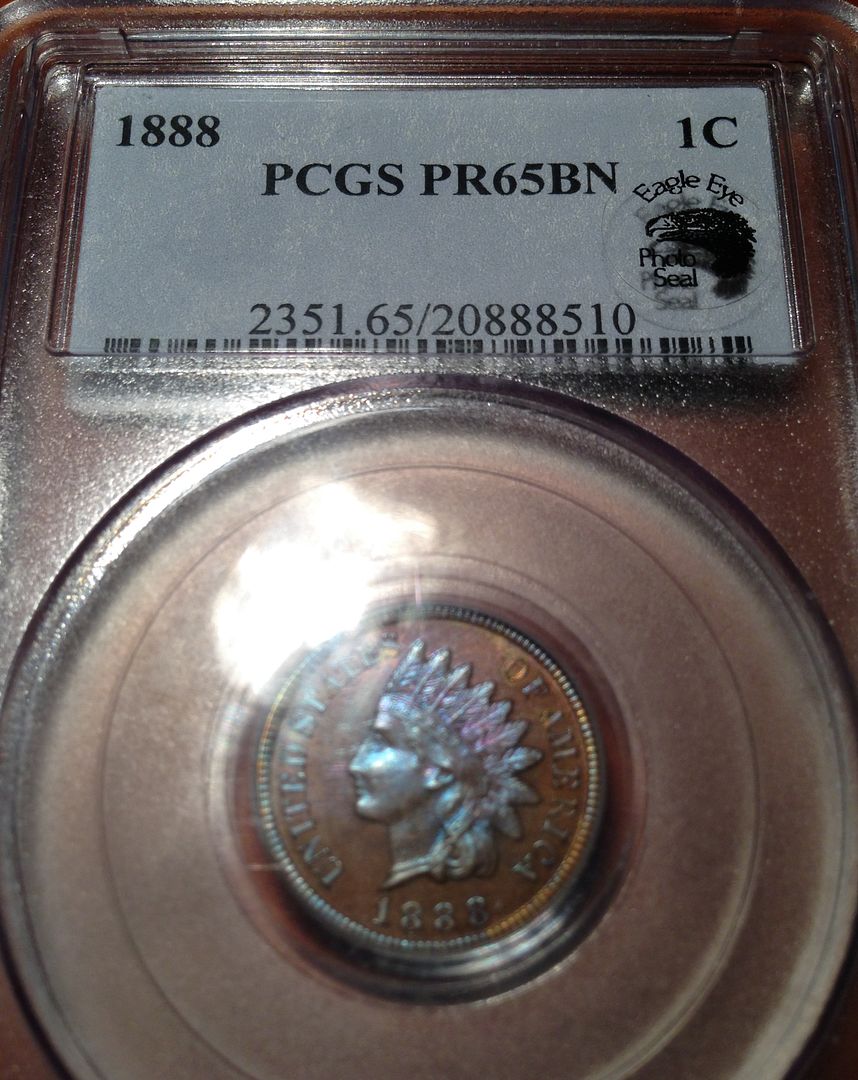 1888 1C
PCGS PR65BN
Eagle Eye
Photo
Seal
2351.65/20888510
UNITED STATES OF AMERICA
1888